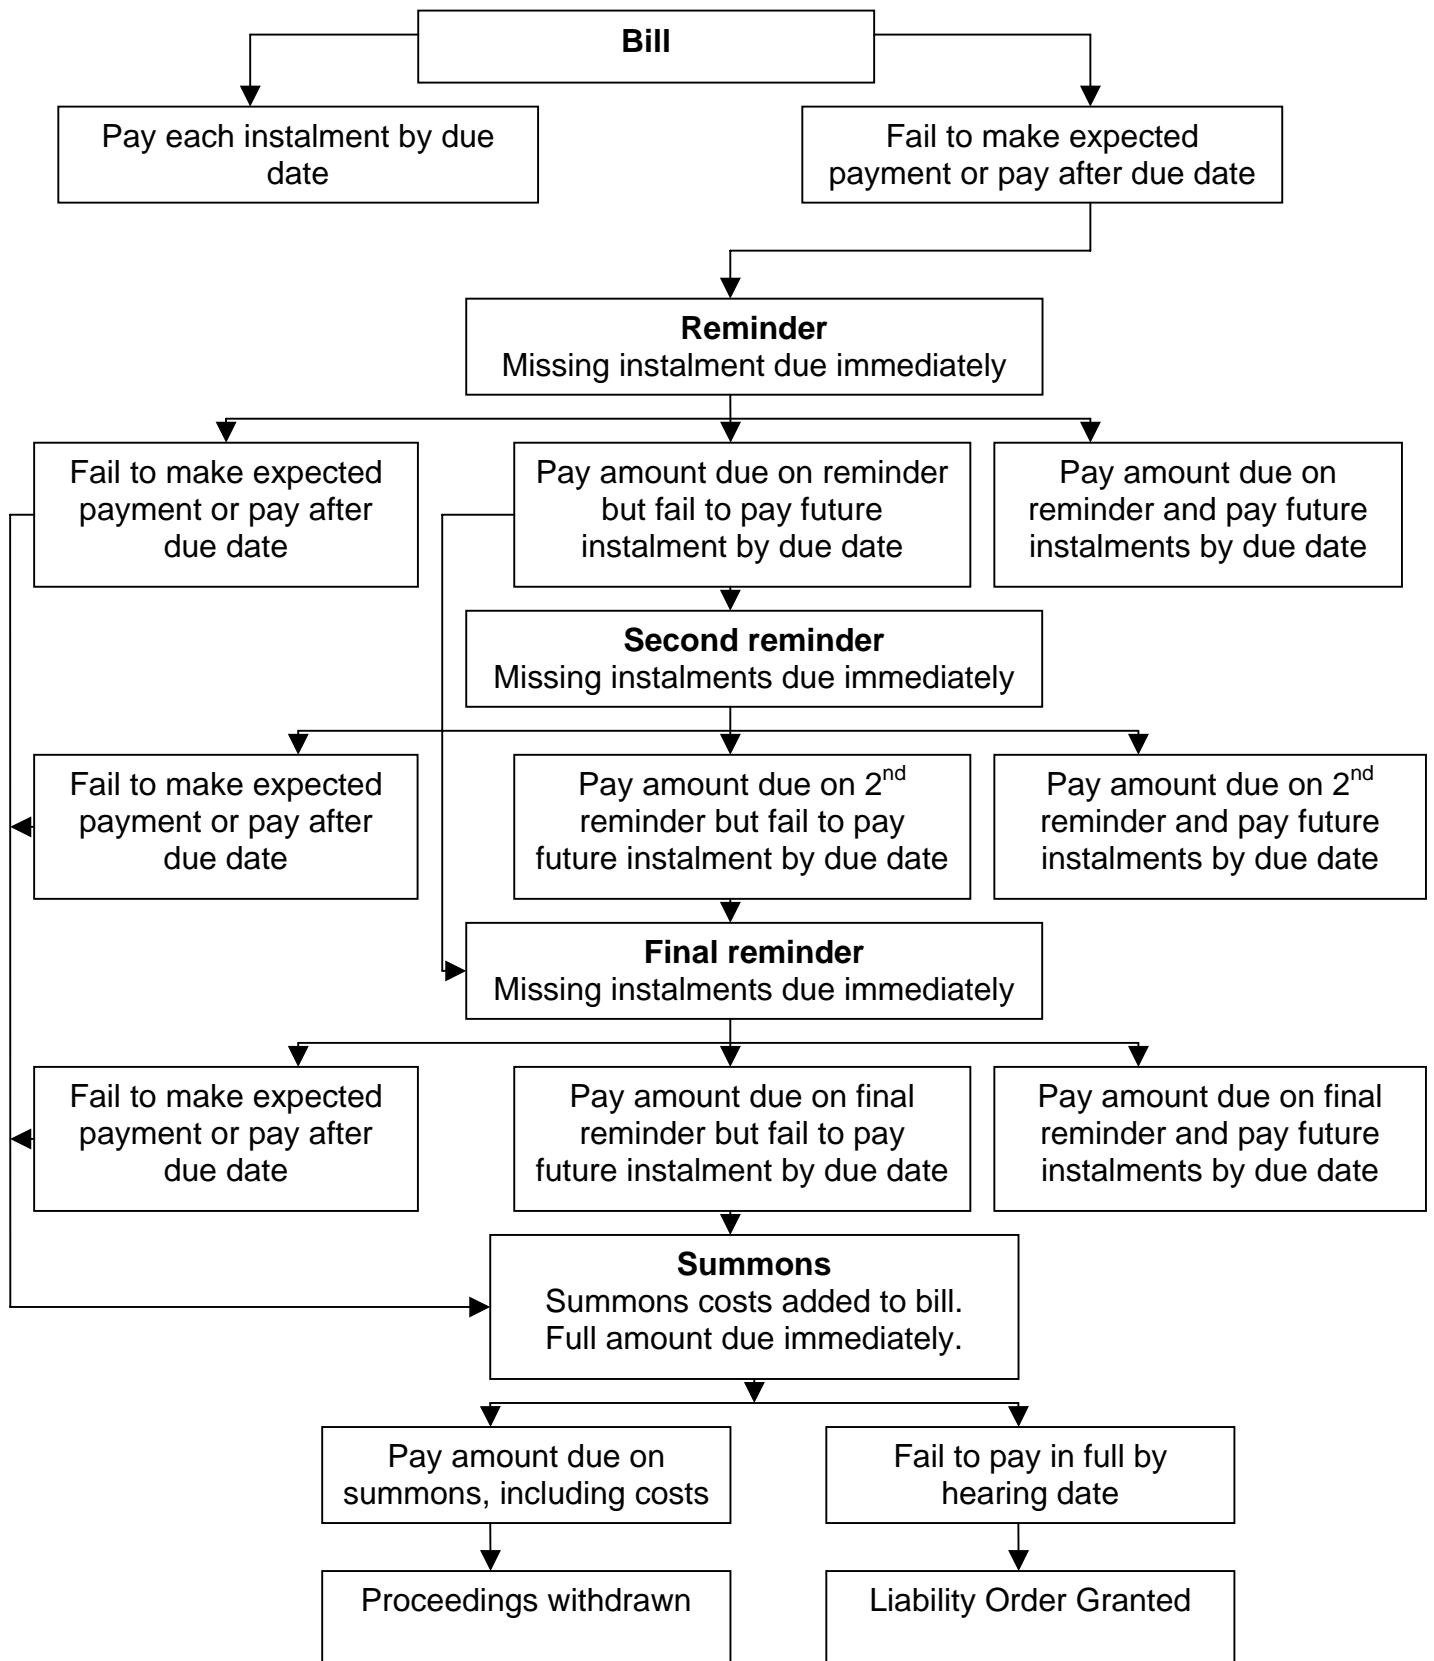 Bill
Pay each instalment by due
date
Fail to make expected
payment or pay after due date
Reminder
Missing instalment due immediately
Fail to make expected
payment or pay after
due date
Pay amount due on reminder
but fail to pay future
instalment by due date
Pay amount due on
reminder and pay future
instalments by due date
Second reminder
Missing instalments due immediately
Fail to make expected
payment or pay after
due date
Pay amount due on 2nd
reminder but fail to pay
future instalment by due date
Pay amount due on 2nd
reminder and pay future
instalments by due date
Final reminder
Missing instalments due immediately
Fail to make expected
payment or pay after
due date
Pay amount due on final
reminder but fail to pay
future instalment by due date
Pay amount due on final
reminder and pay future
instalments by due date
Summons
Summons costs added to bill.
Full amount due immediately.
Pay amount due on
summons, including costs
Fail to pay in full by
hearing date
Proceedings withdrawn
Liability Order Granted